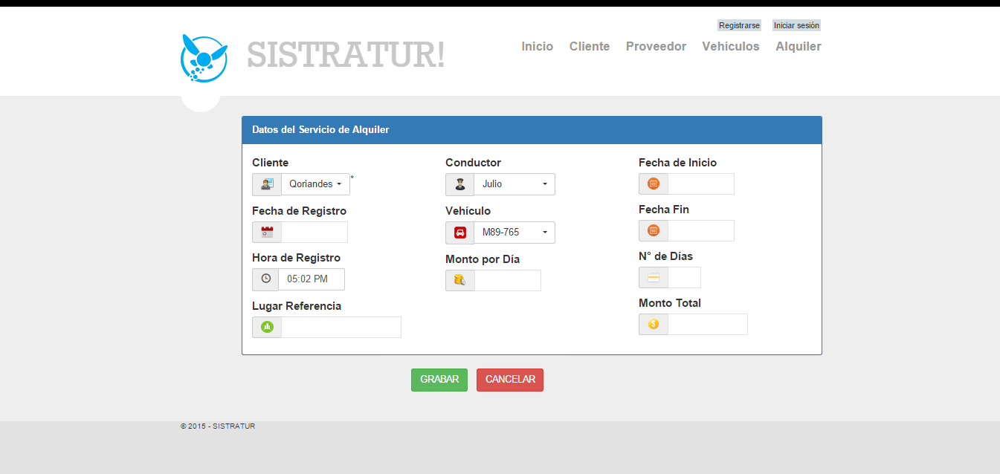 Registrarse Iniciar sesión
SISTRATUR!
Inicio Cliente Proveedor Vehículos Alquiler
Datos del Servicio de Alquiler
Cliente
Qoriandes *
Fecha de Registro
Hora de Registro
05:02 PM
Lugar Referencia
Conductor
Julio
Vehículo
M89-765
Monto por Día
Fecha de Inicio
Fecha Fin
N° de Días
Monto Total
GRABAR CANCELAR
© 2015 - SISTRATUR